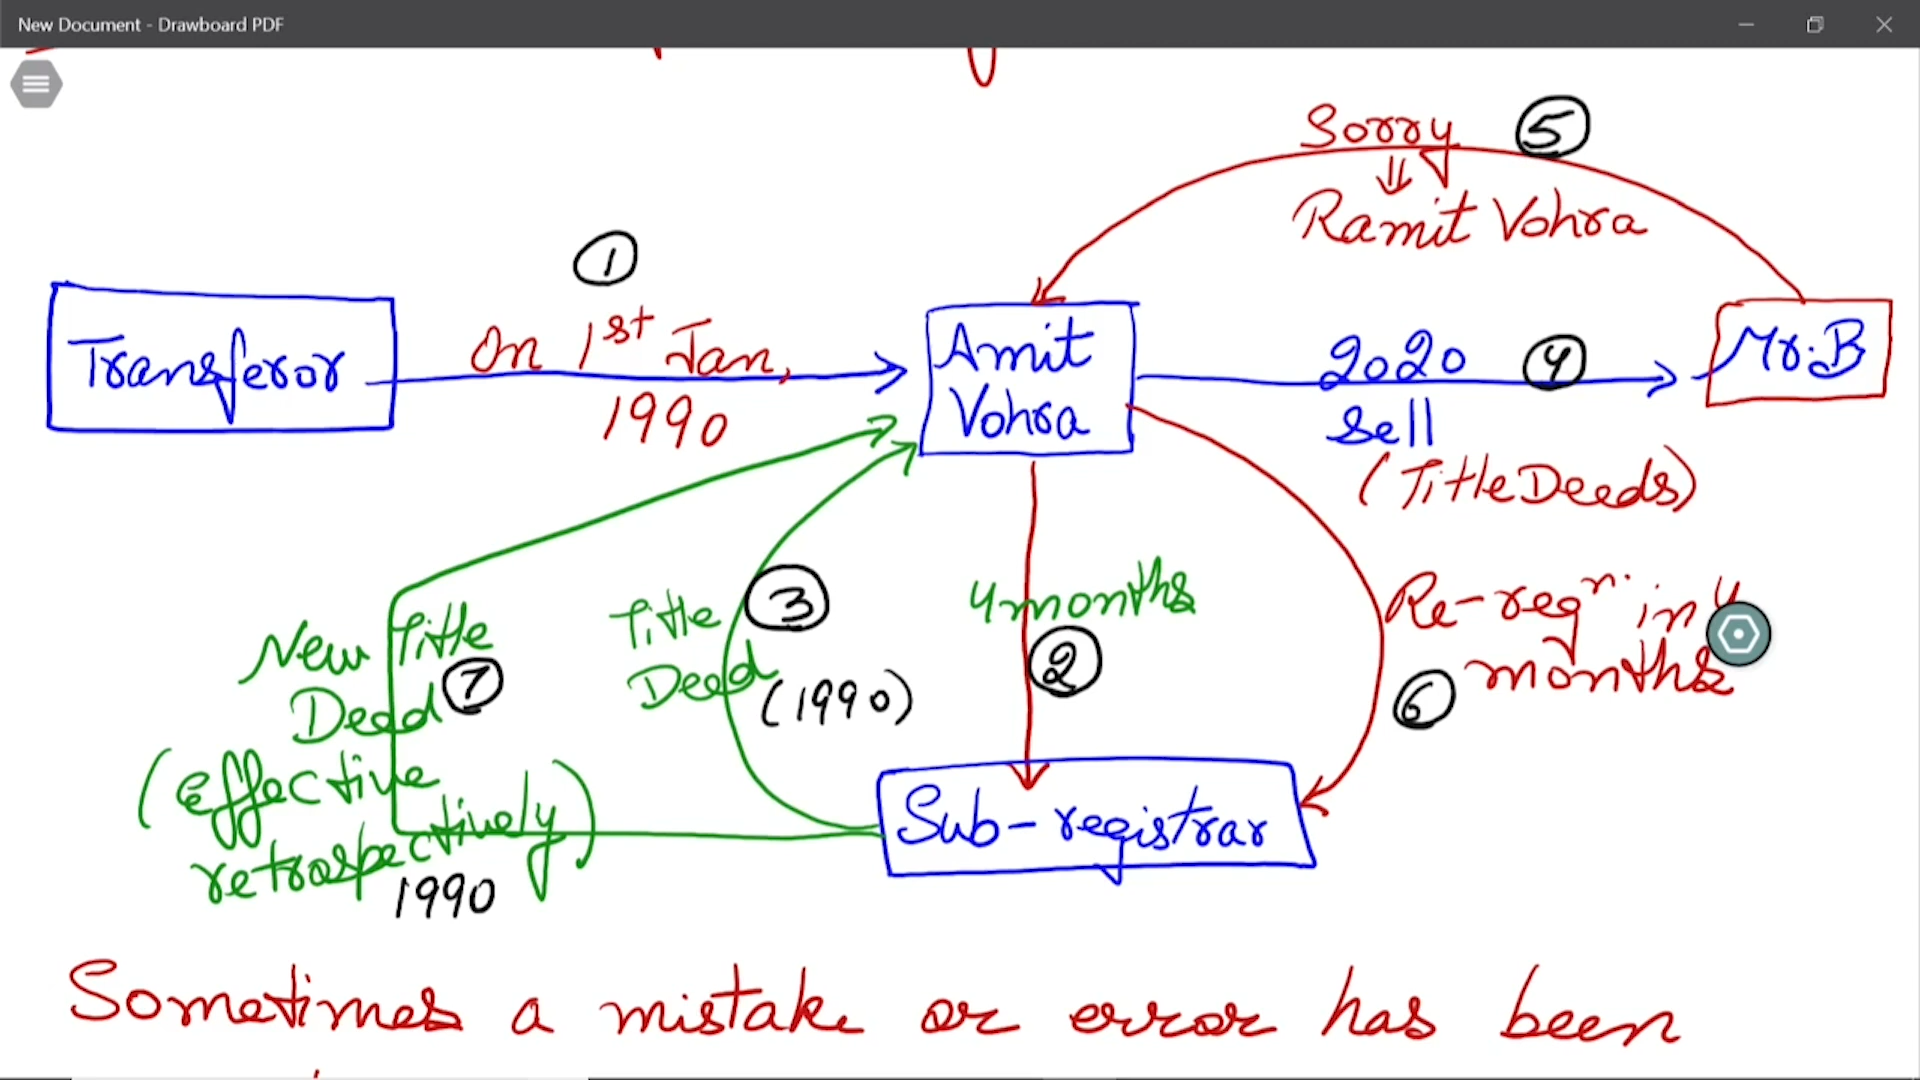 New Document - Drawboard PDF
Sorry 5
⇓
Ramit Vohra
1
Transferor
On 1st Jan,
1990
Amit
Vohra
2020 4
Sell
(Title Deeds)
Mr. B
New Title
Deed 7
(effective
retrospectively)
1990
Title 3
Deed
(1990)
4 months
2
Re-regn. in 4
months
6
Sub-registrar
Sometimes a mistake or error has been